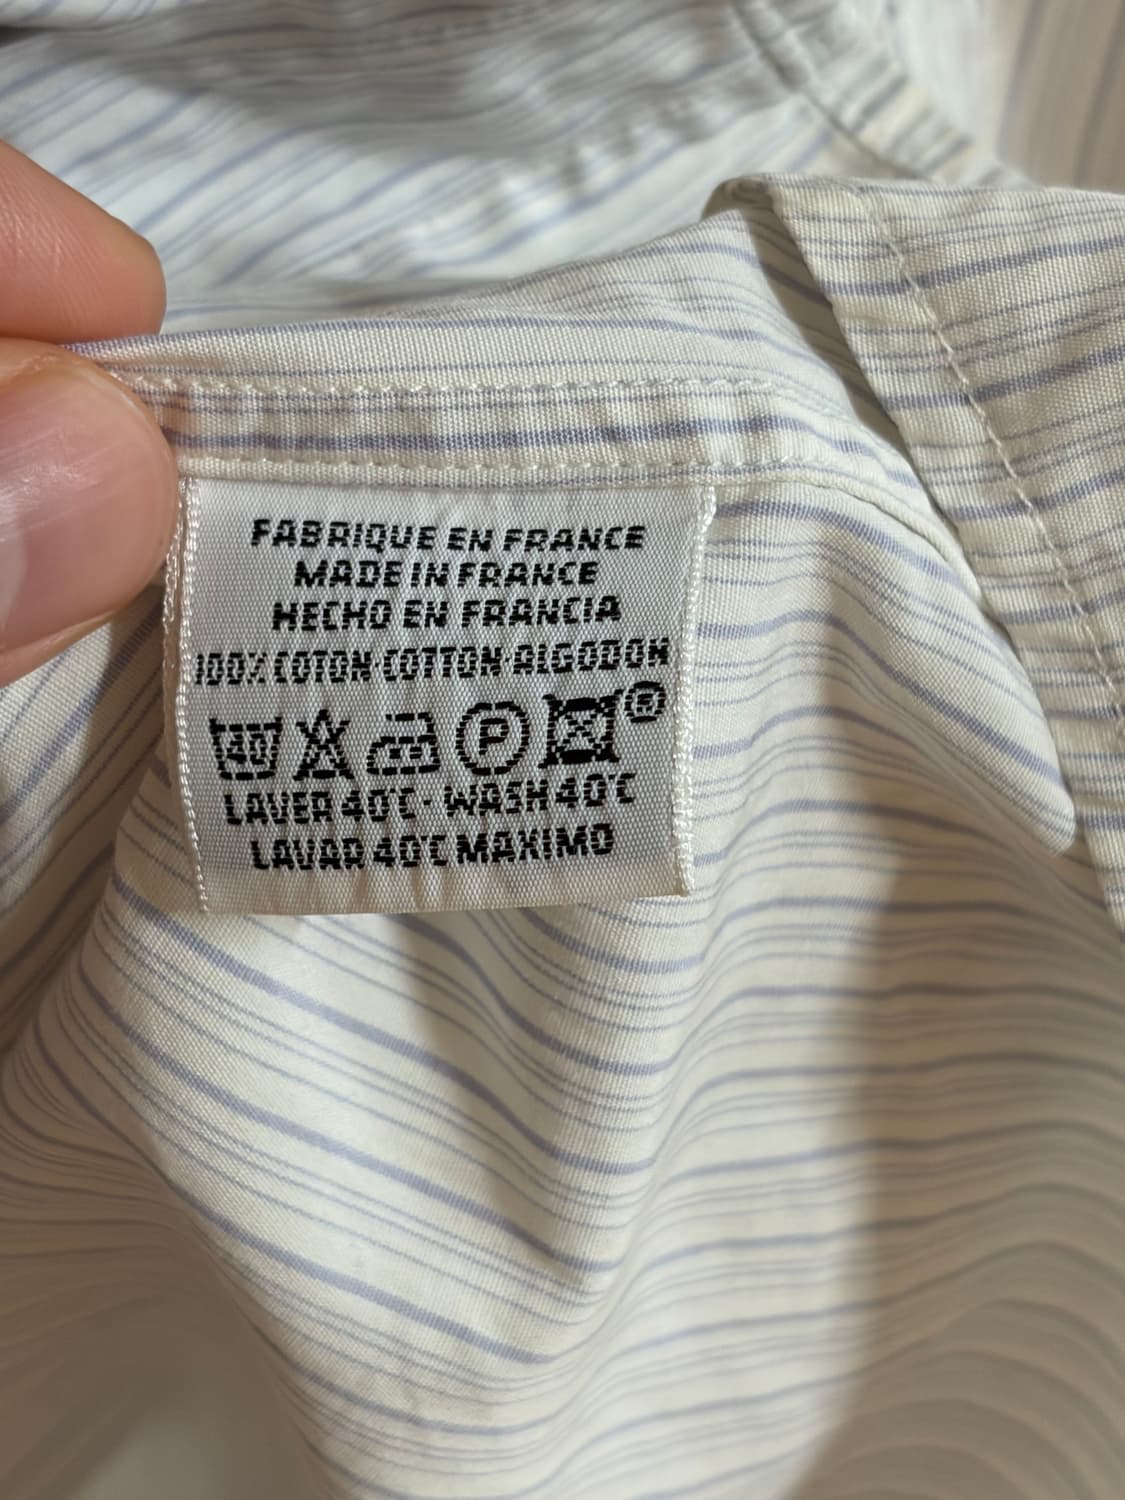 FABRIQUE EN FRANCE
MADE IN FRANCE
HECHO EN FRANCIA
100% COTON·COTTON·ALGODON
40 P ®
LAVER 40°C · WASH 40°C
LAVAR 40°C MAXIMO